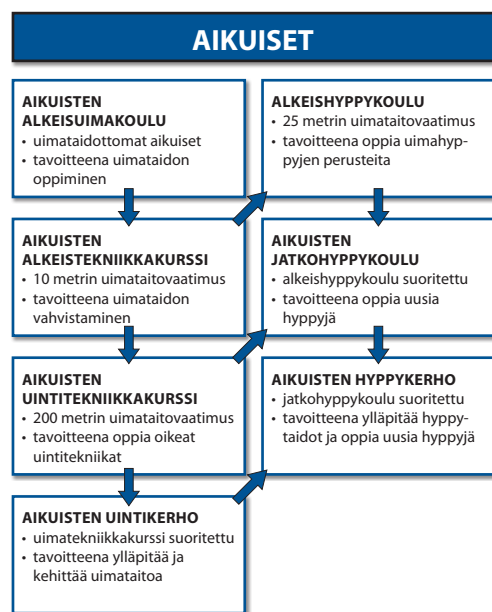 AIKUISET
AIKUISTEN
ALKEISUIMAKOULU
• uimataidottomat aikuiset
• tavoitteena uimataidon
oppiminen
AIKUISTEN
ALKEISTEKNIIKKAKURSSI
• 10 metrin uimataitovaatimus
• tavoitteena uimataidon
vahvistaminen
AIKUISTEN
UINTITEKNIIKKAKURSSI
• 200 metrin uimataitovaatimus
• tavoitteena oppia oikeat
uintitekniikat
AIKUISTEN UINTIKERHO
• uimatekniikkakurssi suoritettu
• tavoitteena ylläpitää ja
kehittää uimataitoa
ALKEISHYPPYKOULU
• 25 metrin uimataitovaatimus
• tavoitteena oppia uimahyp-
pyjen perusteita
AIKUISTEN
JATKOHYPPYKOULU
• alkeishyppykoulu suoritettu
• tavoitteena oppia uusia
hyppyjä
AIKUISTEN HYPPYKERHO
• jatkohyppykoulu suoritettu
• tavoitteena ylläpitää hyppy-
taidot ja oppia uusia hyppyjä